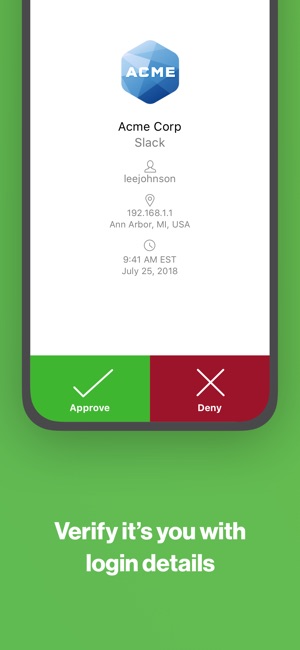 ACME
Acme Corp
Slack
leejohnson
192.168.1.1
Ann Arbor, MI, USA
9:41 AM EST
July 25, 2018
Approve
Deny
Verify it's you with
login details